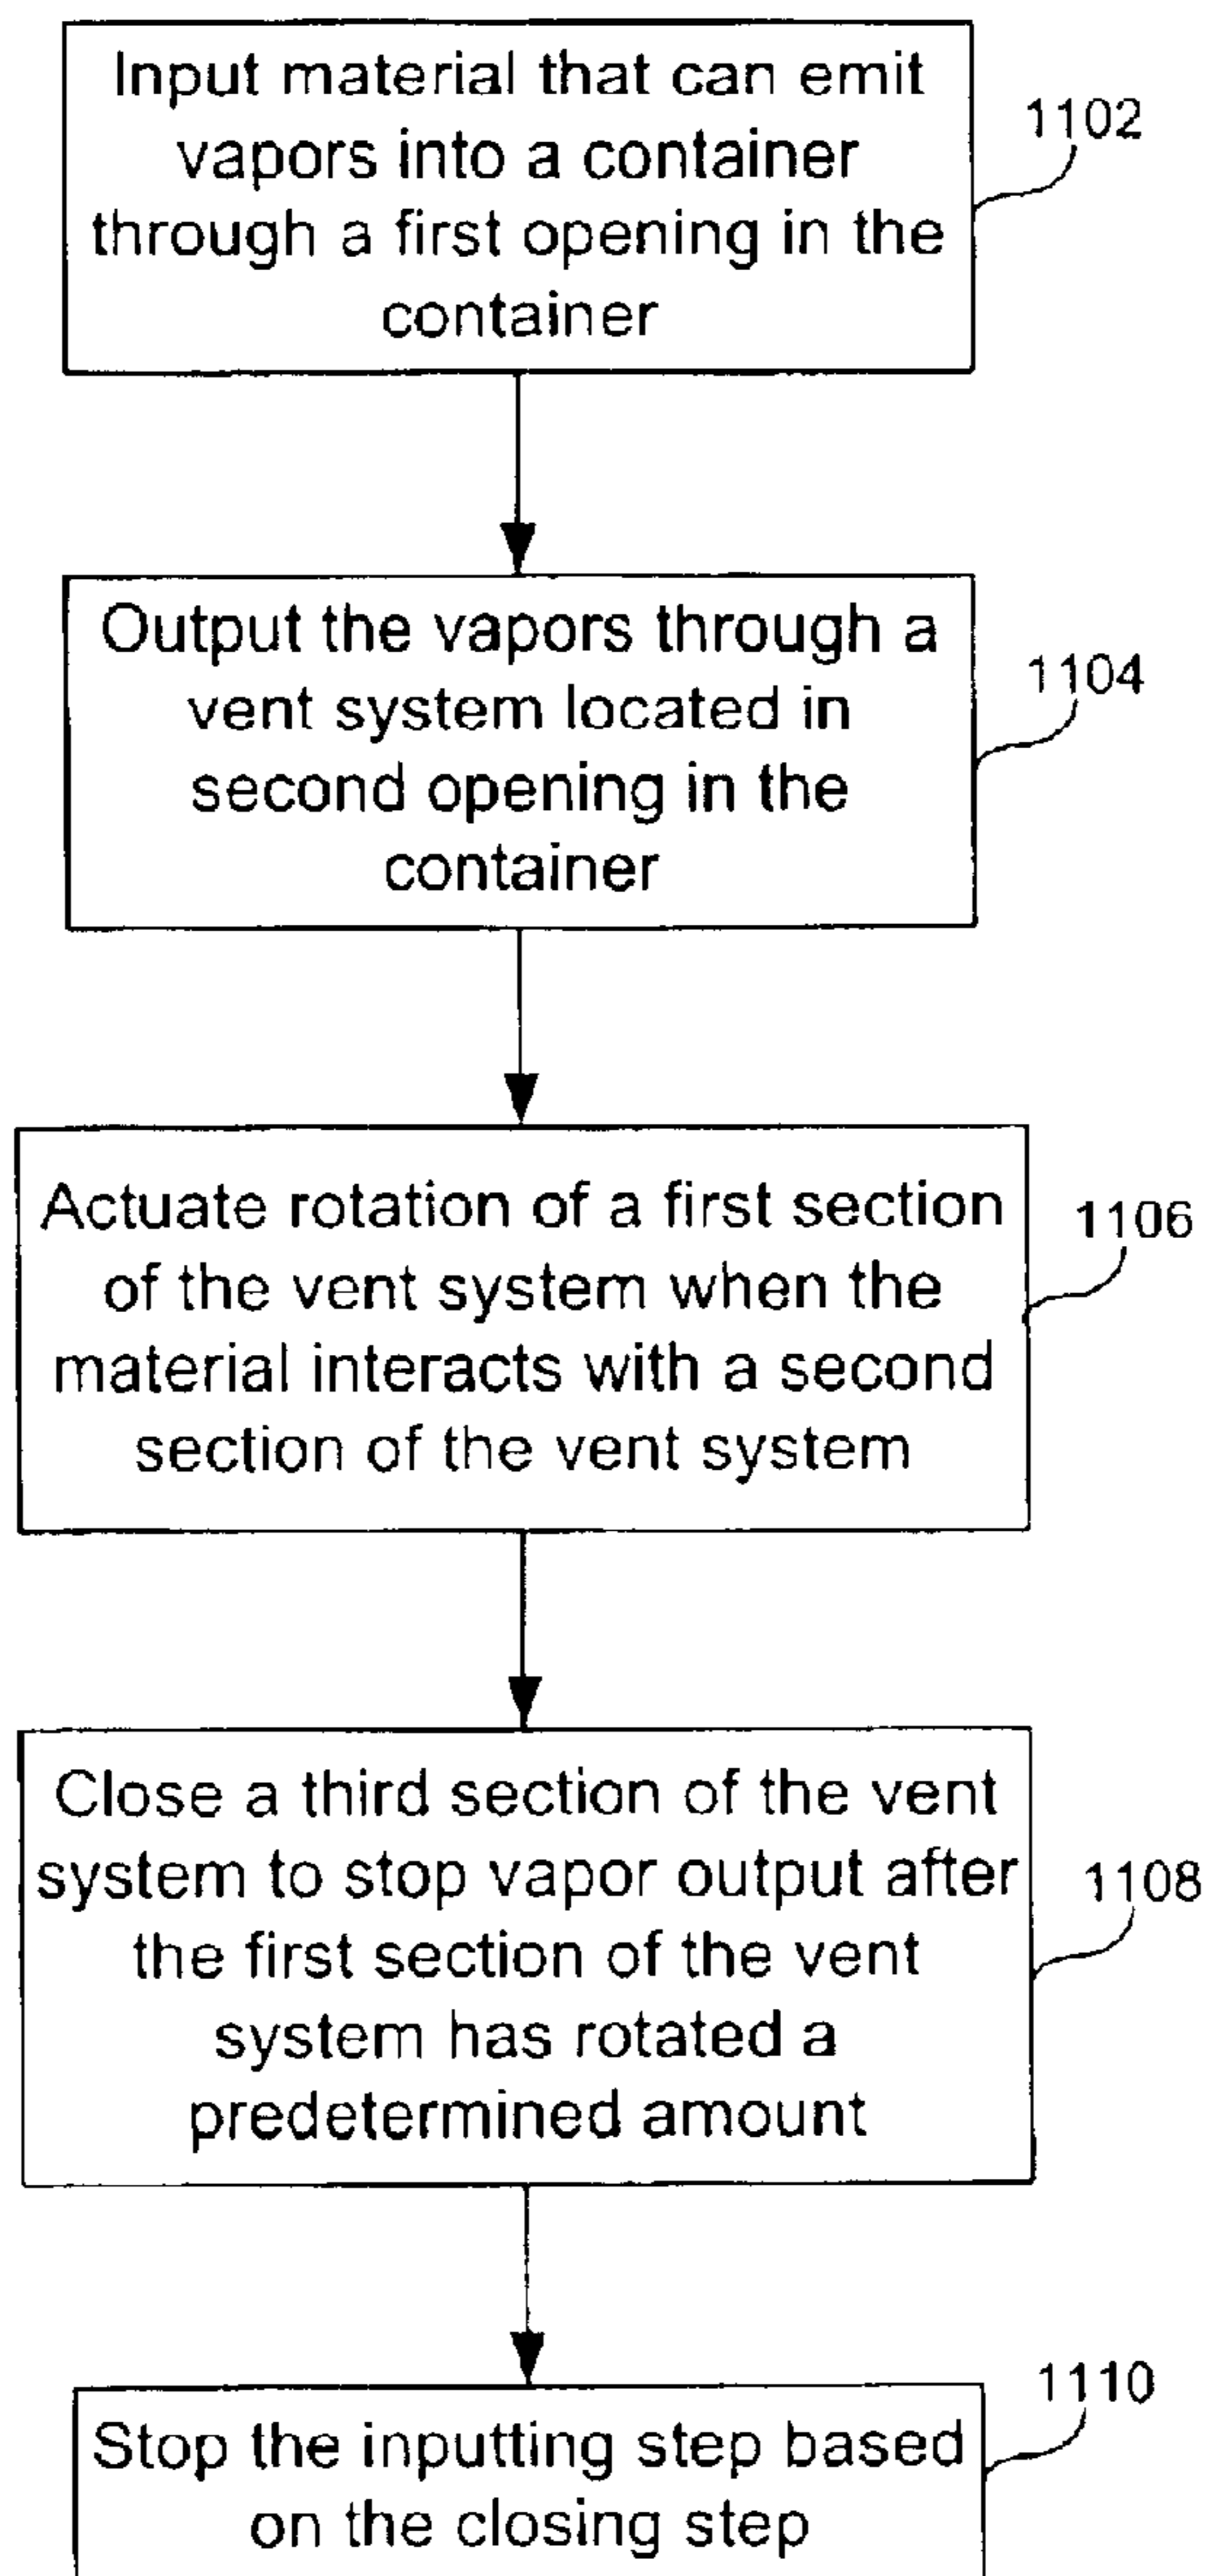 Input material that can emit
vapors into a container
through a first opening in the
container
1102
Output the vapors through a
vent system located in
second opening in the
container
1104
Actuate rotation of a first section
of the vent system when the
material interacts with a second
section of the vent system
1106
Close a third section of the vent
system to stop vapor output after
the first section of the vent
system has rotated a
predetermined amount
1108
Stop the inputting step based
on the closing step
1110